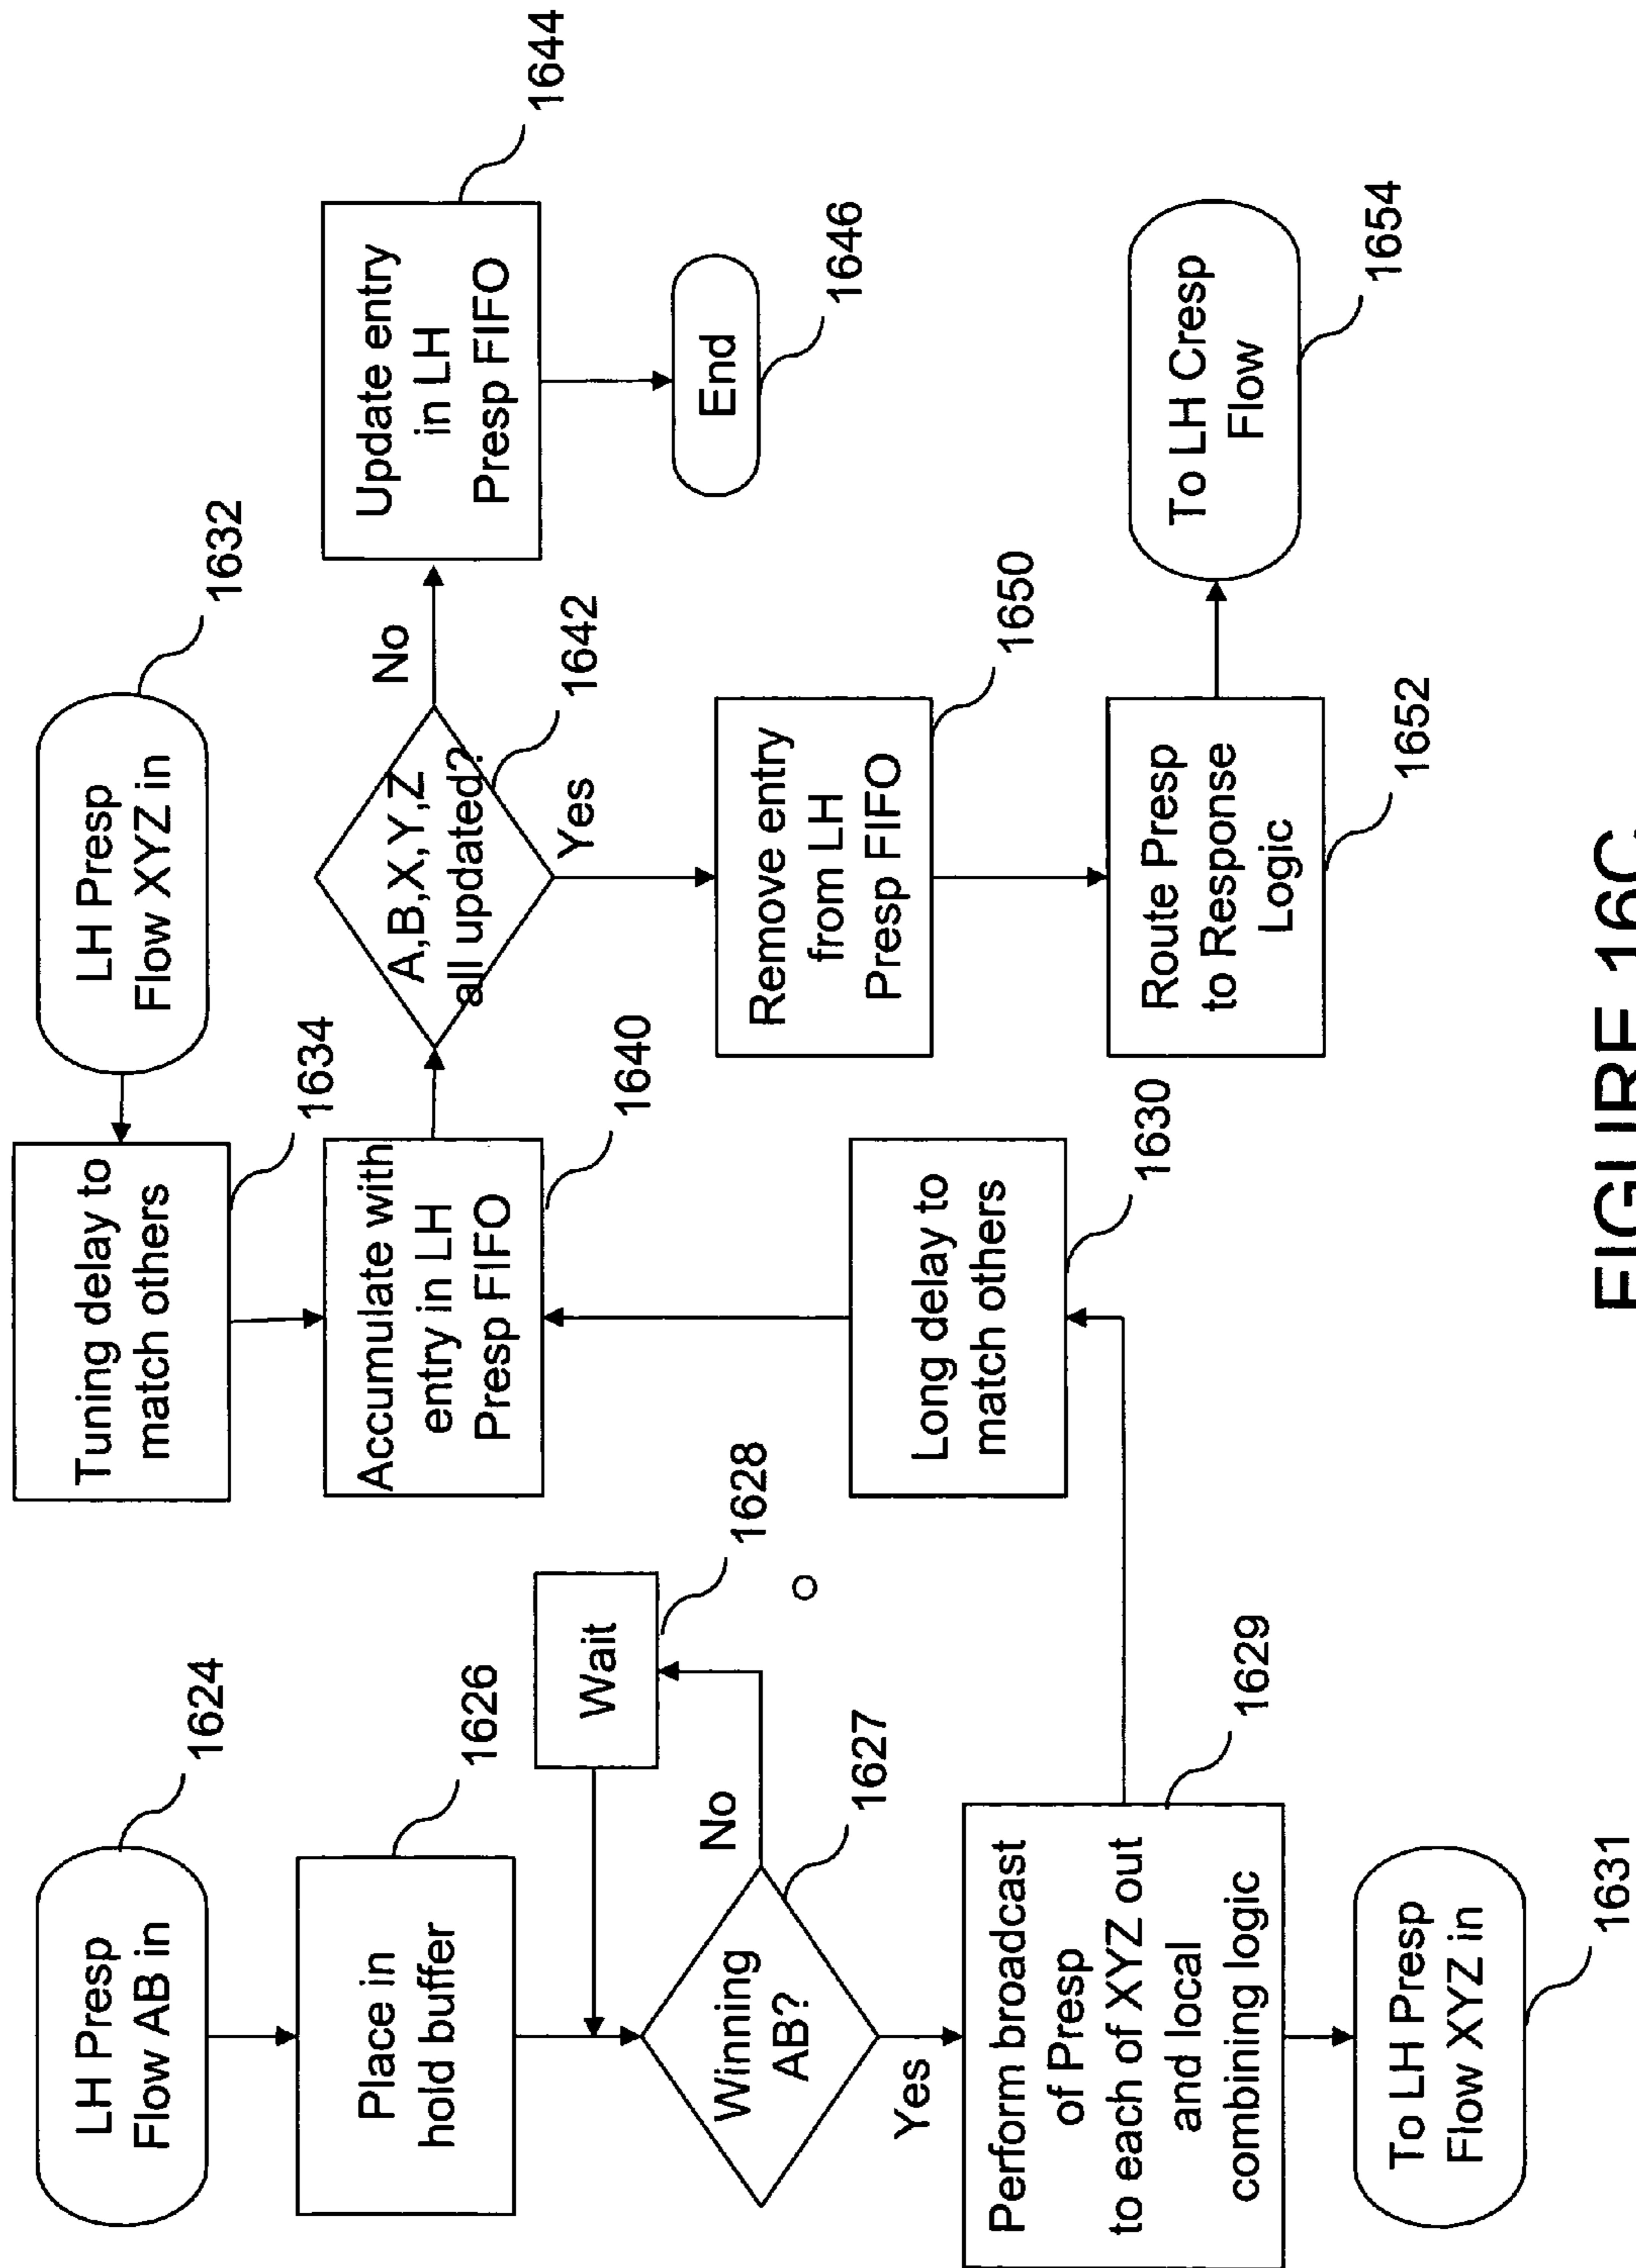 LH Presp
Flow AB in
1624
Place in
hold buffer
1626
Wait
1628
Winning
AB?
1627
No
Yes
Perform broadcast
of Presp
to each of XYZ out
and local
combining logic
1629
To LH Presp
Flow XYZ in
1631
Long delay to
match others
1630
LH Presp
Flow XYZ in
1632
Tuning delay to
match others
1634
Accumulate with
entry in LH
Presp FIFO
1640
A,B,X,Y,Z
all updated?
1642
No
Yes
Update entry
in LH
Presp FIFO
1644
End
1646
Remove entry
from LH
Presp FIFO
1650
Route Presp
to Response
Logic
1652
To LH Cresp
Flow
1654
FIGURE 16C